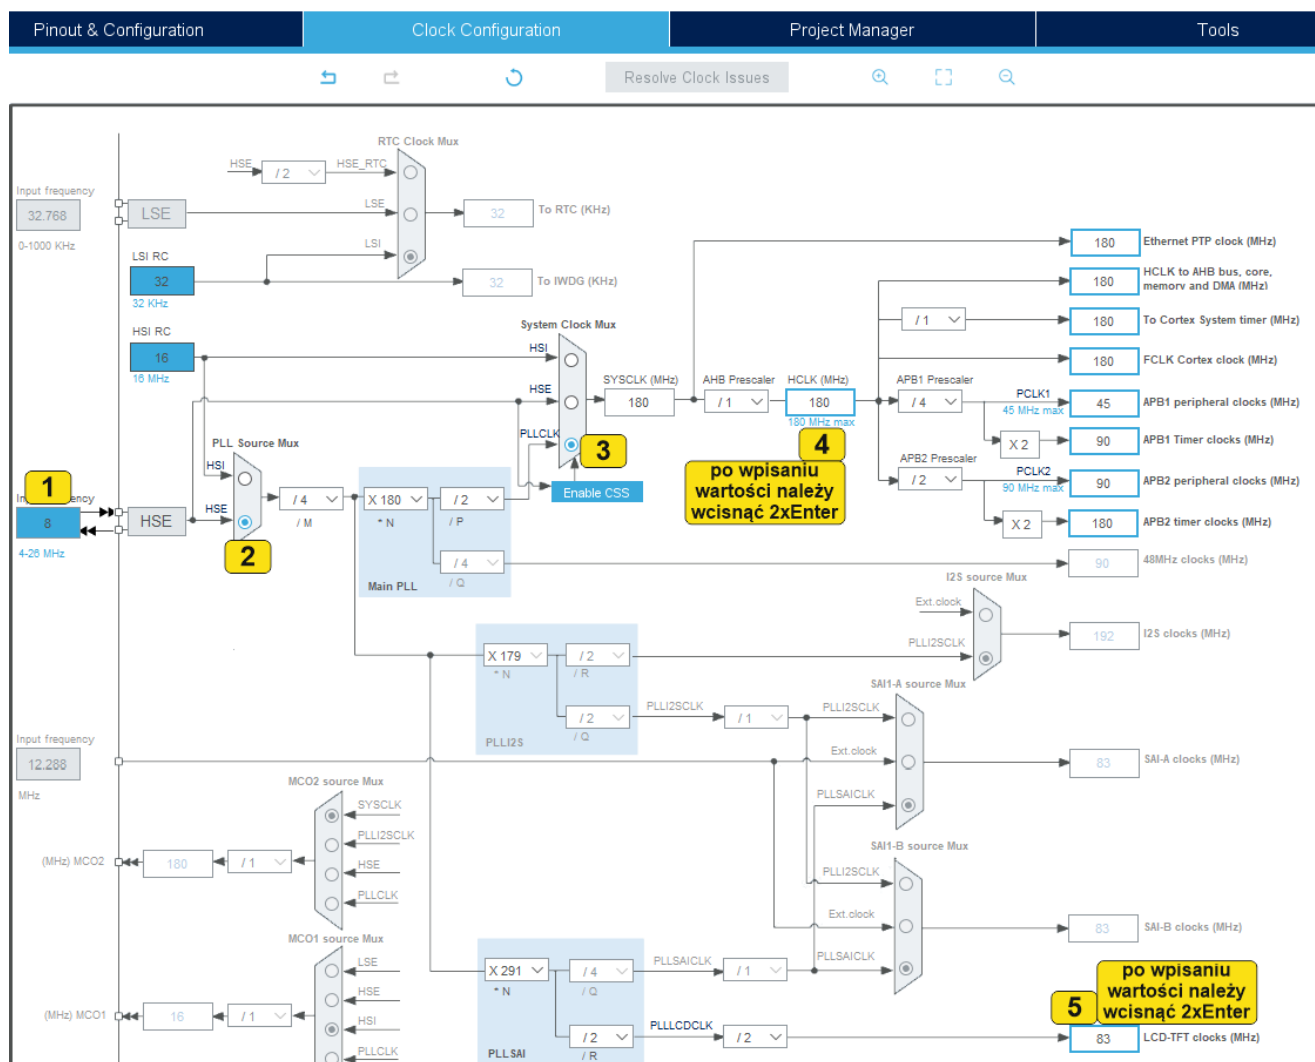 Pinout & Configuration
Clock Configuration
Project Manager
Tools
Resolve Clock Issues
RTC Clock Mux
HSE
/ 2
HSE_RTC
Input frequency
32.768
0-1000 KHz
LSE
LSE
32
To RTC (KHz)
LSI
LSI RC
32
32 KHz
32
To IWDG (KHz)
180
Ethernet PTP clock (MHz)
180
HCLK to AHB bus, core,
memory and DMA (MHz)
HSI RC
16
16 MHz
System Clock Mux
HSI
/ 1
180
To Cortex System timer (MHz)
180
FCLK Cortex clock (MHz)
HSE
SYSCLK (MHz)
180
AHB Prescaler
/ 1
HCLK (MHz)
180
180 MHz max
APB1 Prescaler
/ 4
PCLK1
45 MHz max
45
APB1 peripheral clocks (MHz)
PLLCLK
3
4
po wpisaniu
wartości należy
wcisnąć 2xEnter
X 2
90
APB1 Timer clocks (MHz)
APB2 Prescaler
/ 2
PCLK2
90 MHz max
90
APB2 peripheral clocks (MHz)
X 2
180
APB2 timer clocks (MHz)
PLL Source Mux
HSI
1
8
4-26 MHz
HSE
HSE
2
/ 4
/ M
X 180
* N
/ 2
/ P
Enable CSS
/ 4
/ Q
Main PLL
90
48MHz clocks (MHz)
I2S source Mux
Ext.clock
PLLI2SCLK
192
I2S clocks (MHz)
X 179
* N
/ 2
/ R
/ 2
/ Q
PLLI2S
PLLI2SCLK
/ 1
SAI1-A source Mux
PLLI2SCLK
Ext.clock
PLLSAICLK
83
SAI-A clocks (MHz)
Input frequency
12.288
MHz
MCO2 source Mux
SYSCLK
PLLI2SCLK
HSE
PLLCLK
(MHz) MCO2
180
/ 1
SAI1-B source Mux
PLLI2SCLK
Ext.clock
PLLSAICLK
83
SAI-B clocks (MHz)
MCO1 source Mux
LSE
HSE
HSI
PLLCLK
(MHz) MCO1
16
/ 1
X 291
* N
/ 4
/ Q
PLLSAICLK
/ 1
/ 2
/ R
PLLSAI
PLLLCDCLK
/ 2
5
po wpisaniu
wartości należy
wcisnąć 2xEnter
83
LCD-TFT clocks (MHz)